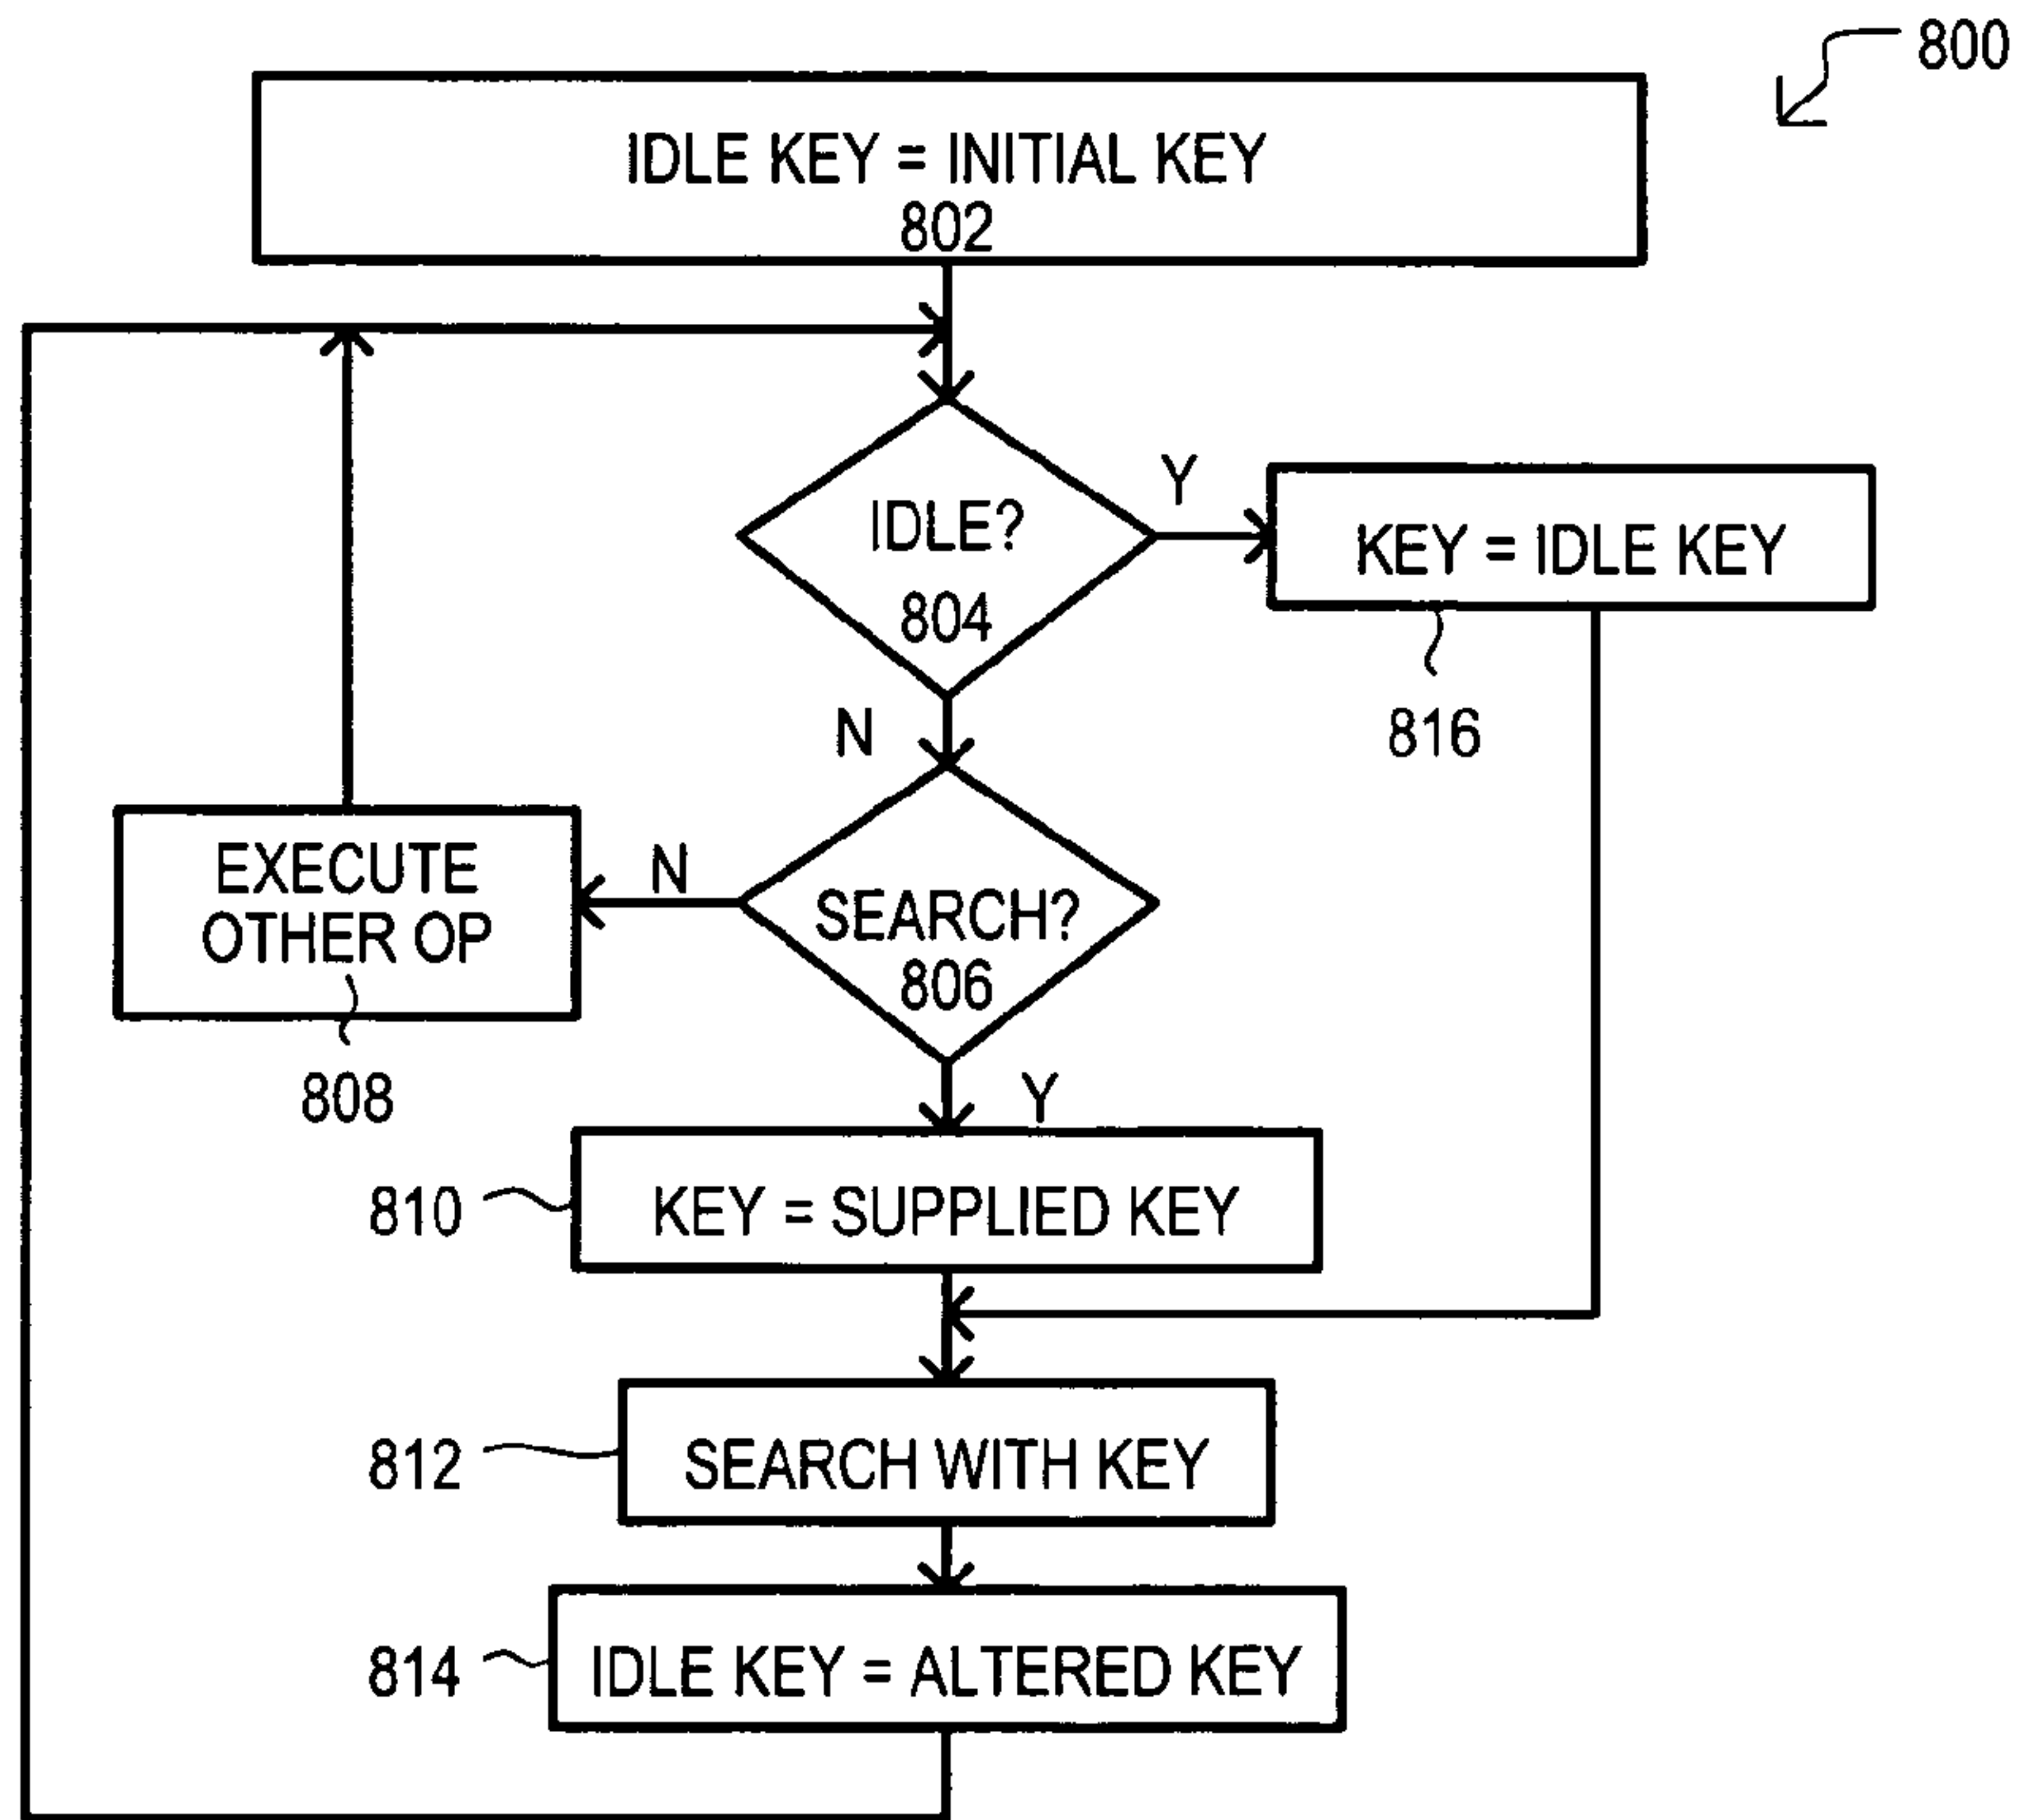 800
IDLE KEY = INITIAL KEY
802
IDLE?
804
Y
KEY = IDLE KEY
816
N
SEARCH?
806
N
EXECUTE
OTHER OP
808
Y
810
KEY = SUPPLIED KEY
812
SEARCH WITH KEY
814
IDLE KEY = ALTERED KEY